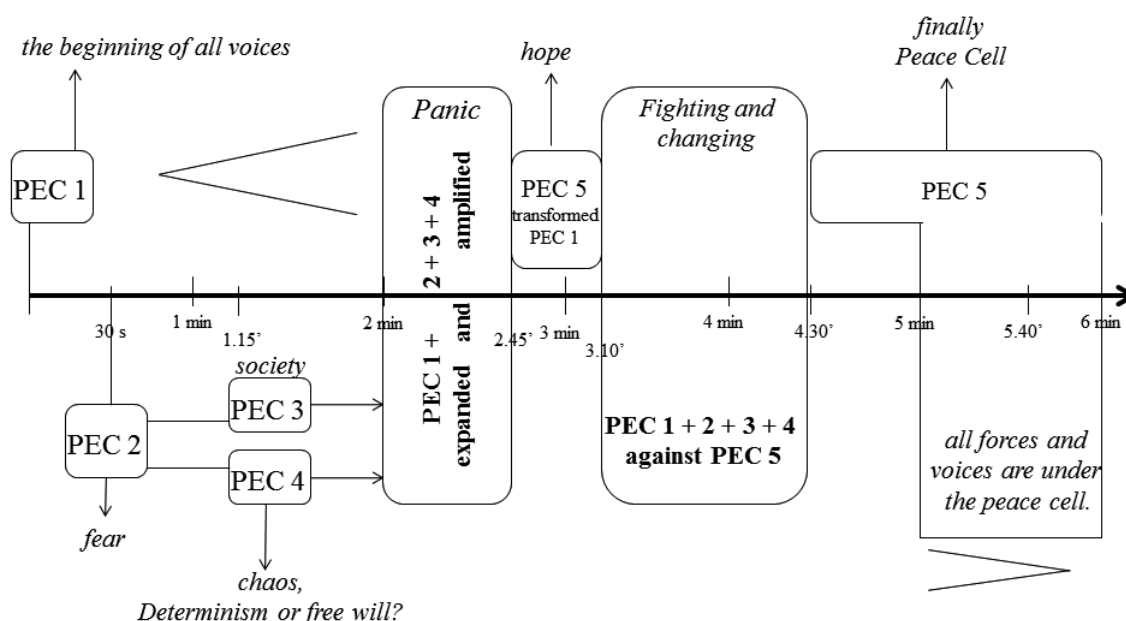 the beginning of all voices
hope
finally
Peace Cell
Panic
Fighting and
changing
PEC 1
PEC 5
transformed
PEC 1
PEC 5
PEC 1 + 2 + 3 + 4
expanded and amplified
30 s
1 min
1.15’
2 min
2.45’
3 min
3.10’
4 min
4.30’
5 min
5.40’
6 min
society
PEC 3
PEC 2
PEC 4
fear
chaos,
Determinism or free will?
PEC 1 + 2 + 3 + 4
against PEC 5
all forces and
voices are under
the peace cell.